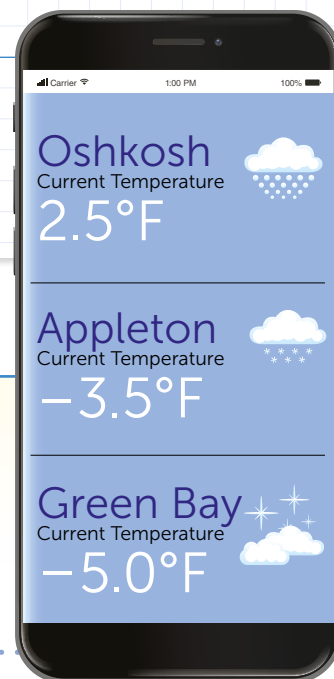 Carrier 1:00 PM 100%
Oshkosh
Current Temperature
2.5°F
Appleton
Current Temperature
−3.5°F
Green Bay
Current Temperature
−5.0°F